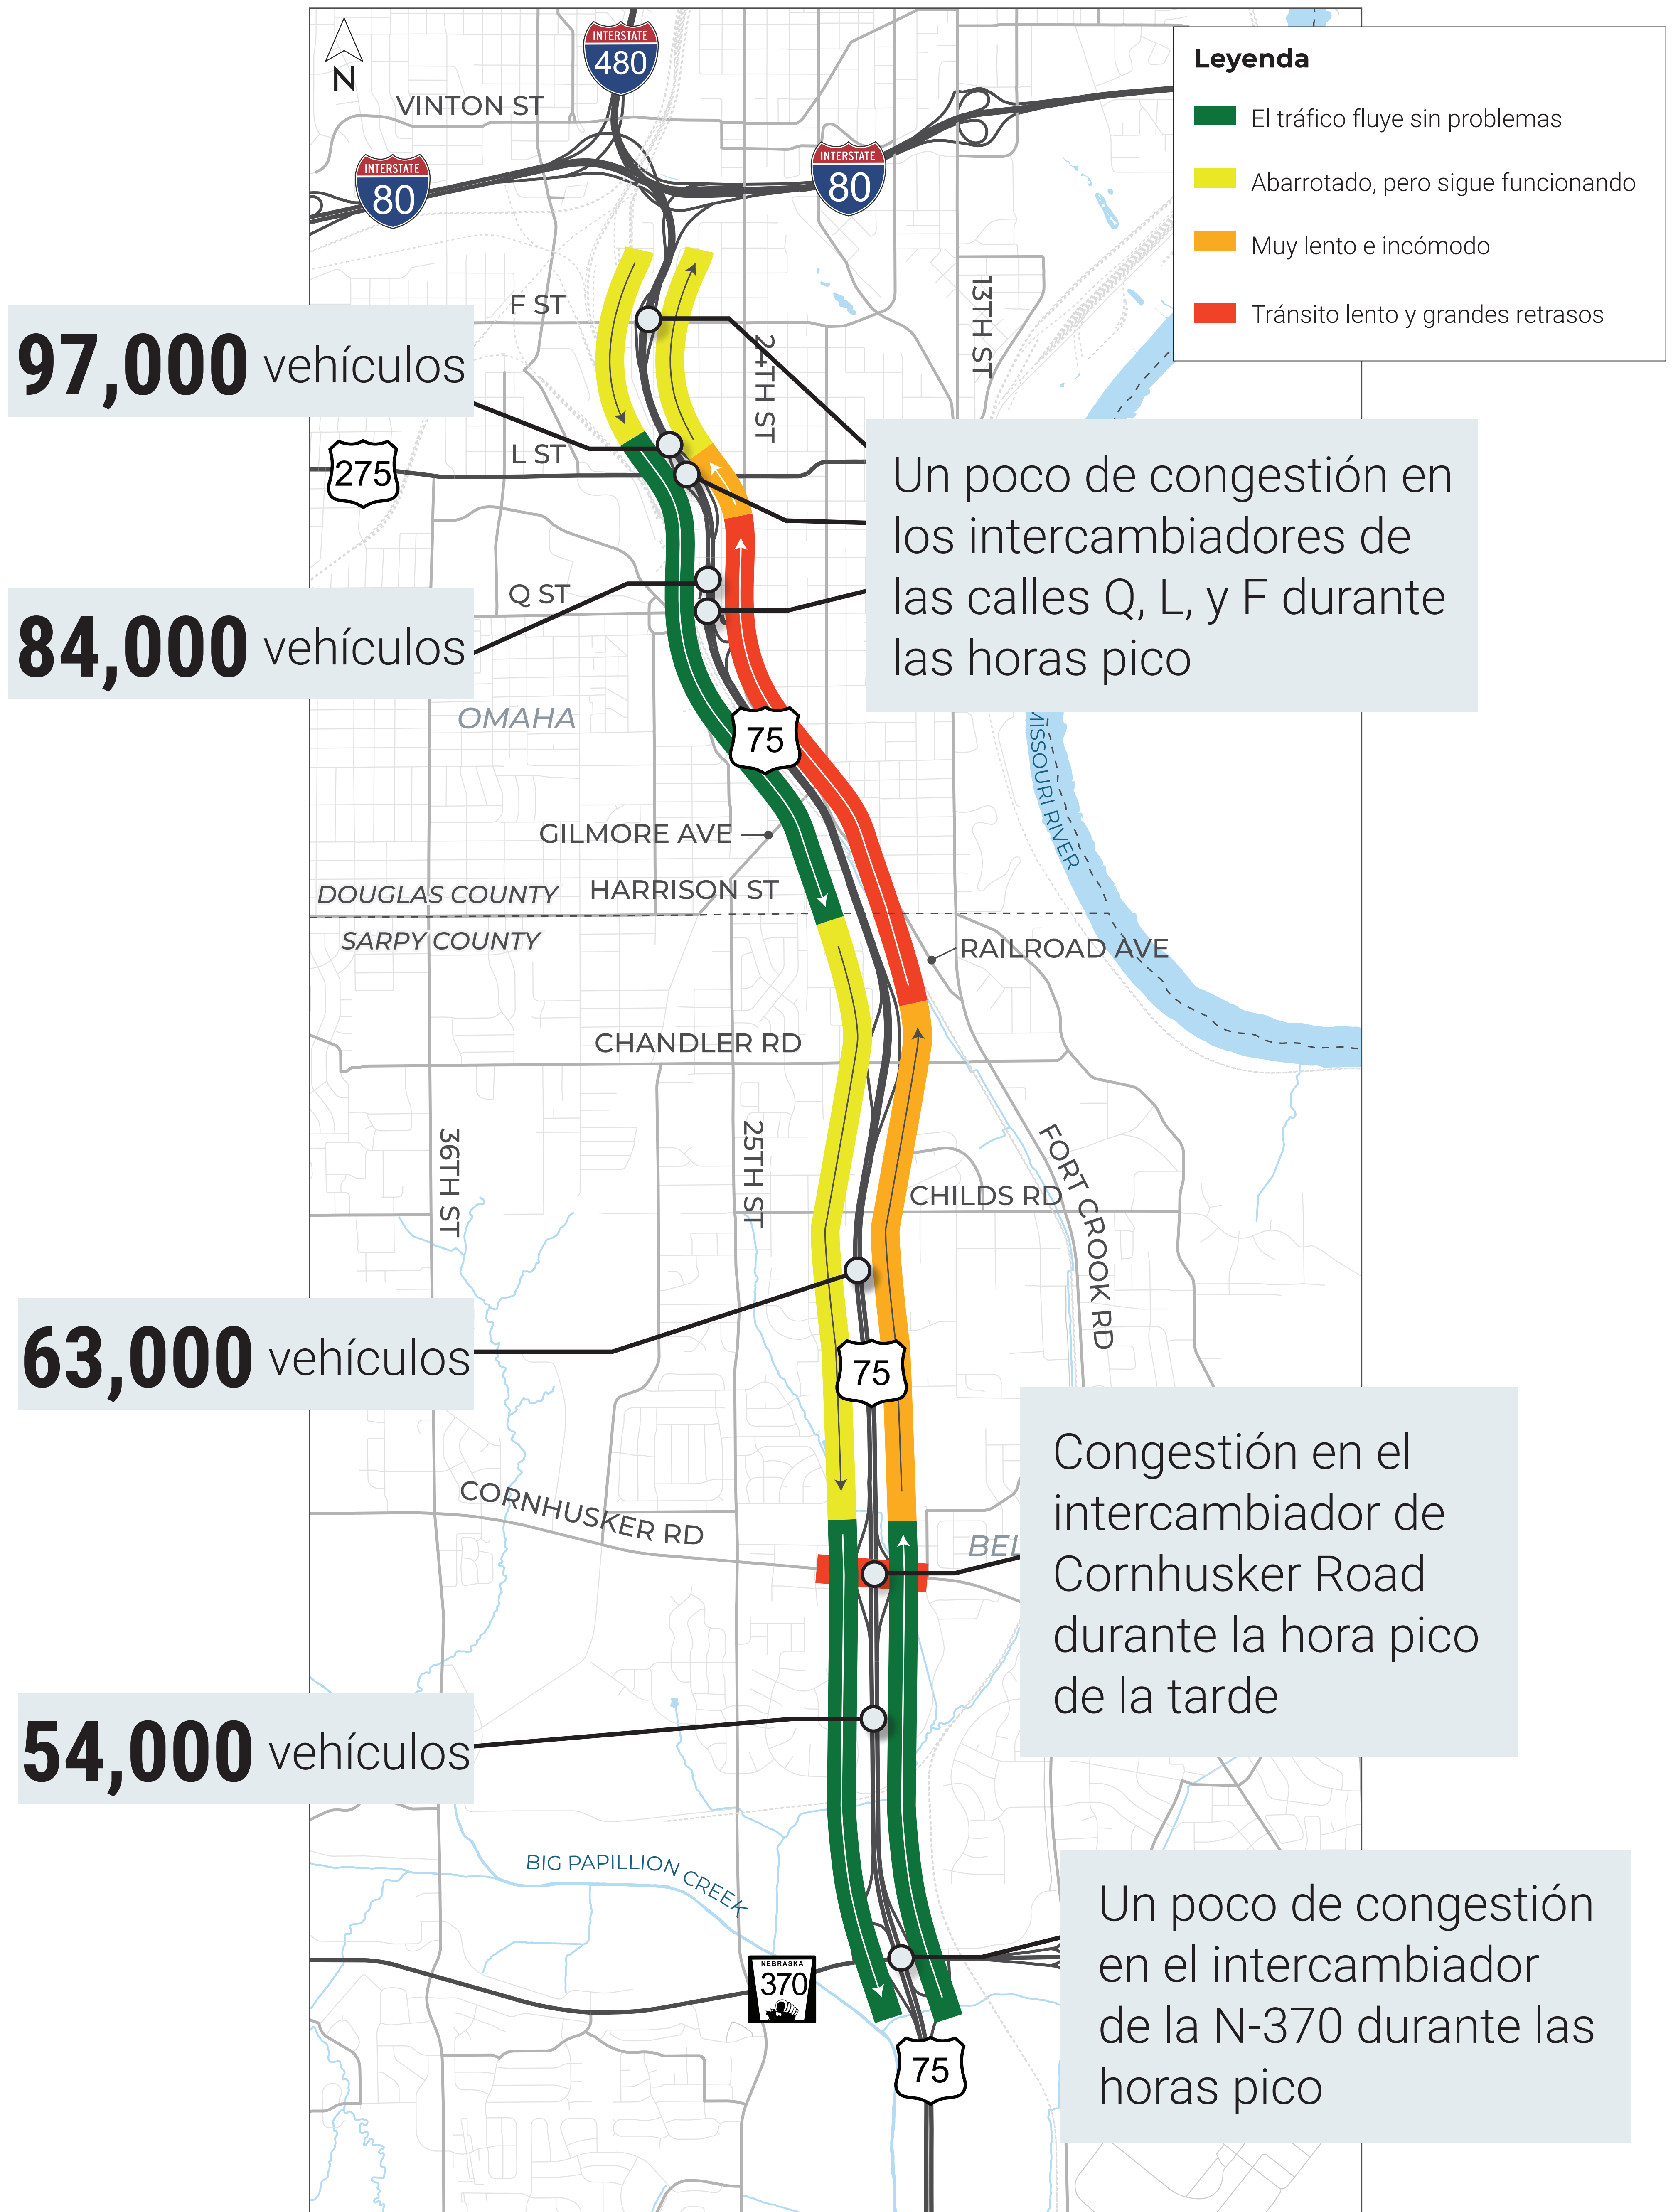 N
INTERSTATE
480
VINTON ST
INTERSTATE
80
INTERSTATE
80
Leyenda
El tráfico fluye sin problemas
Abarrotado, pero sigue funcionando
Muy lento e incómodo
Tránsito lento y grandes retrasos
F ST
13TH ST
24TH ST
97,000 vehículos
L ST
275
Un poco de congestión en
los intercambiadores de
las calles Q, L, y F durante
las horas pico
Q ST
84,000 vehículos
OMAHA
75
MISSOURI RIVER
GILMORE AVE
DOUGLAS COUNTY
HARRISON ST
SARPY COUNTY
RAILROAD AVE
CHANDLER RD
36TH ST
25TH ST
FORT CROOK RD
CHILDS RD
63,000 vehículos
75
CORNHUSKER RD
BEL
Congestión en el
intercambiador de
Cornhusker Road
durante la hora pico
de la tarde
54,000 vehículos
BIG PAPILLION CREEK
NEBRASKA
370
Un poco de congestión
en el intercambiador
de la N-370 durante las
horas pico
75